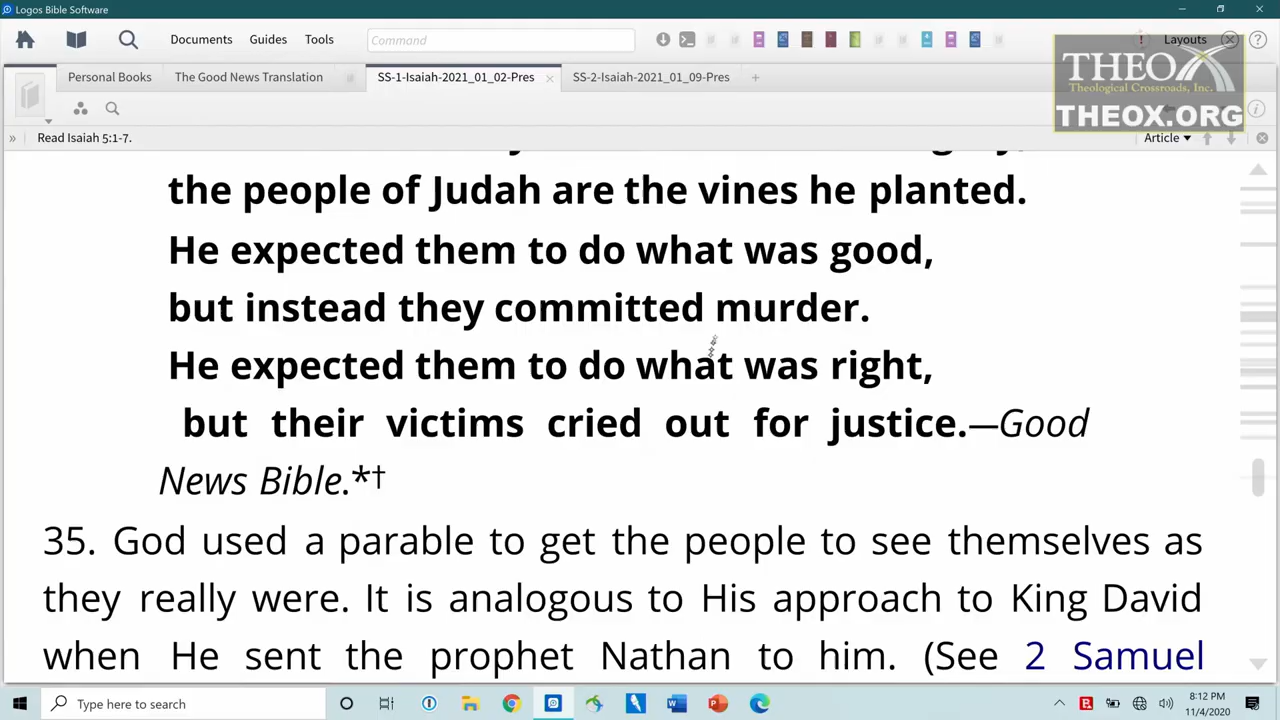 Logos Bible Software
Documents Guides Tools Command Layouts
THEOX
Theological Crossroads, Inc.
THEOX.ORG
Personal Books The Good News Translation SS-1-Isaiah-2021_01_02-Pres SS-2-Isaiah-2021_01_09-Pres
» Read Isaiah 5:1-7. Article
the people of Judah are the vines he planted.
He expected them to do what was good,
but instead they committed murder.
He expected them to do what was right,
but their victims cried out for justice.—Good
News Bible.*†
35. God used a parable to get the people to see themselves as
they really were. It is analogous to His approach to King David
when He sent the prophet Nathan to him. (See 2 Samuel
Type here to search
8:12 PM
11/4/2020